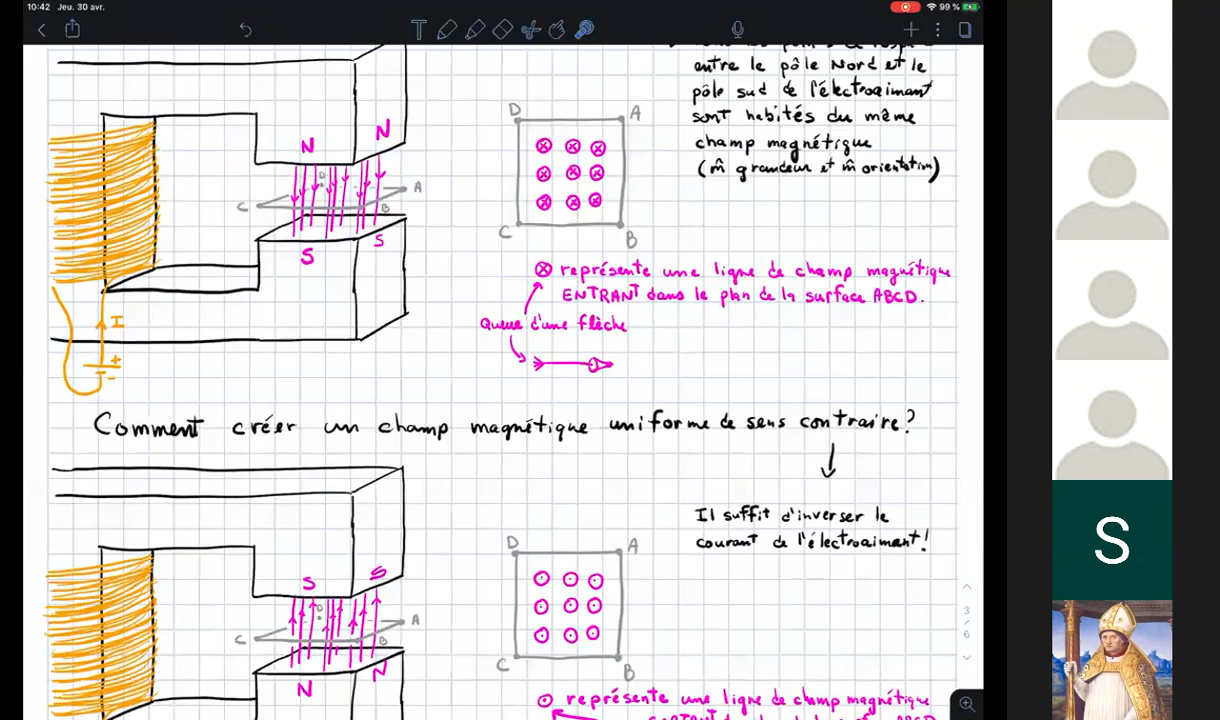 10:42 Jeu. 30 avr.
99 %
entre le pôle Nord et le
pôle sud de l'électroaimant
sont habités du même
champ magnétique
(m̂ grandeur et m̂ orientation)
N N
D
C A
B
S S
I
+
-
D A
C B
⊗ représente une ligne de champ magnétique
ENTRANT dans le plan de la surface ABCD.
Queue d'une flèche
Comment créer un champ magnétique uniforme de sens contraire?
Il suffit d'inverser le
courant de l'électroaimant!
S S
D
C A
B
N N
D A
C B
3
/
6
⊙ représente une ligne de champ magnétique
S